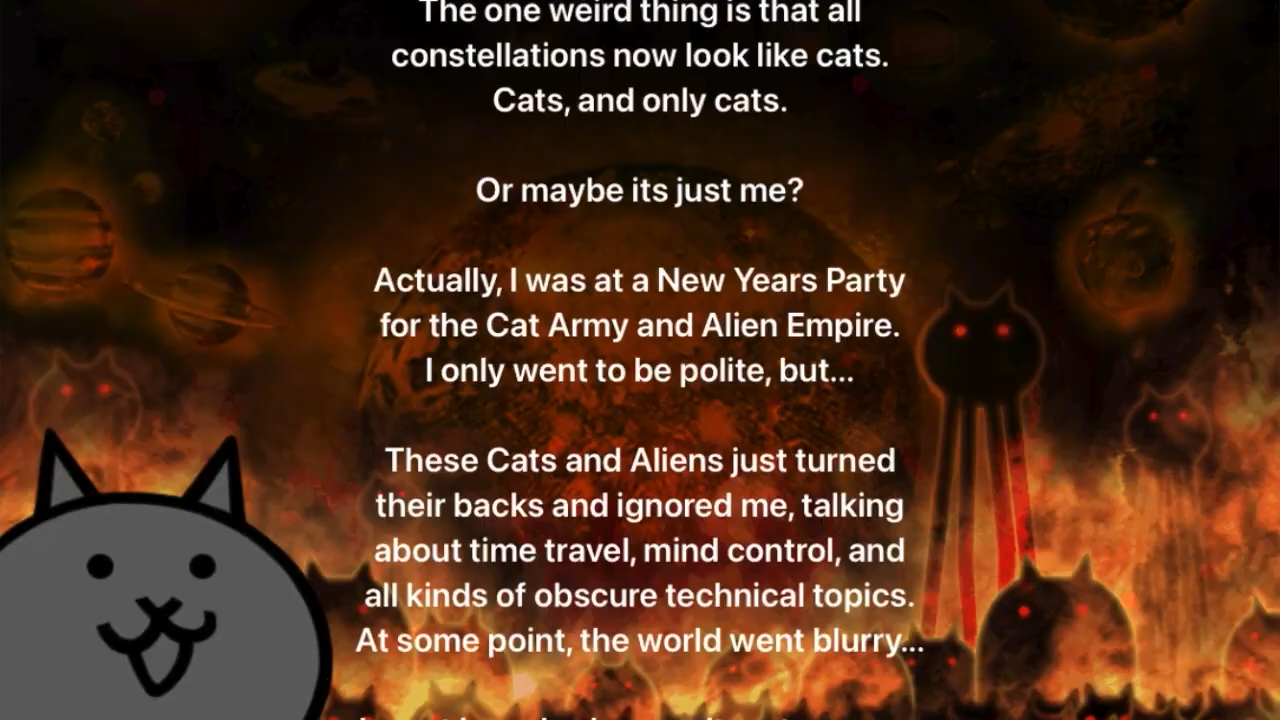 The one weird thing is that all
constellations now look like cats.
Cats, and only cats.
Or maybe its just me?
Actually, I was at a New Years Party
for the Cat Army and Alien Empire.
I only went to be polite, but...
These Cats and Aliens just turned
their backs and ignored me, talking
about time travel, mind control, and
all kinds of obscure technical topics.
At some point, the world went blurry...